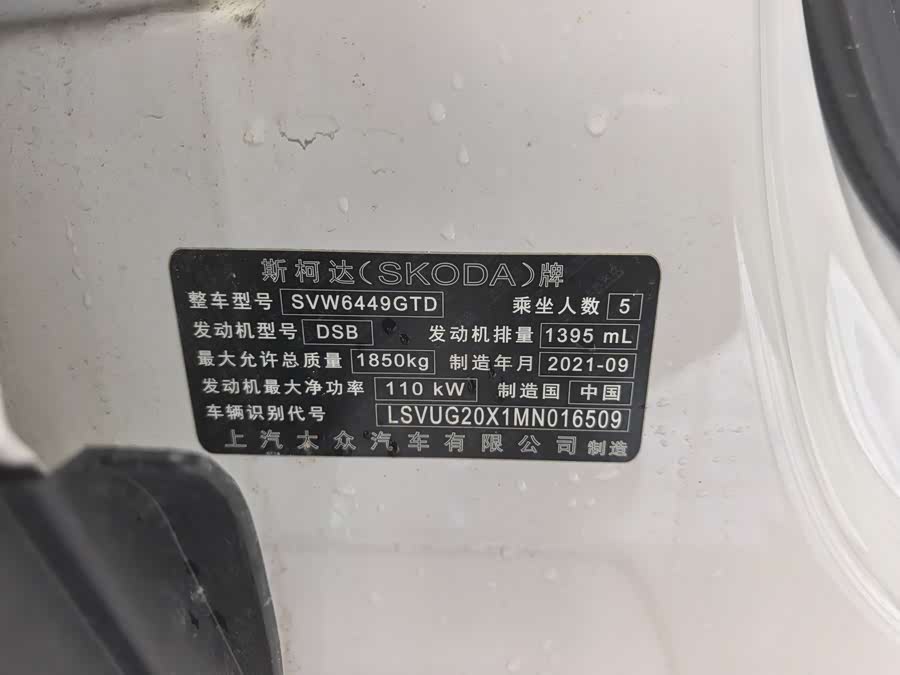 斯柯达(SKODA)牌
整车型号 SVW6449GTD 乘坐人数 5
发动机型号 DSB 发动机排量 1395 mL
最大允许总质量 1850kg 制造年月 2021-09
发动机最大净功率 110 kW 制造国 中国
车辆识别代号 LSVUG20X1MN016509
上汽大众汽车有限公司 制造